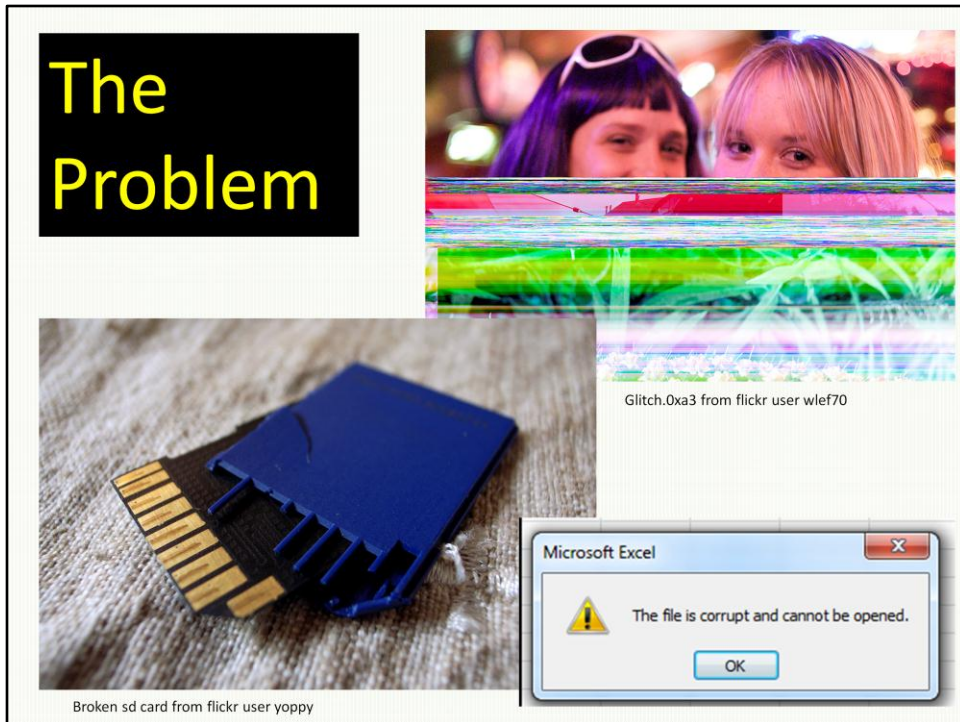 The
Problem
Glitch.0xa3 from flickr user wlef70
Microsoft Excel
The file is corrupt and cannot be opened.
OK
Broken sd card from flickr user yoppy